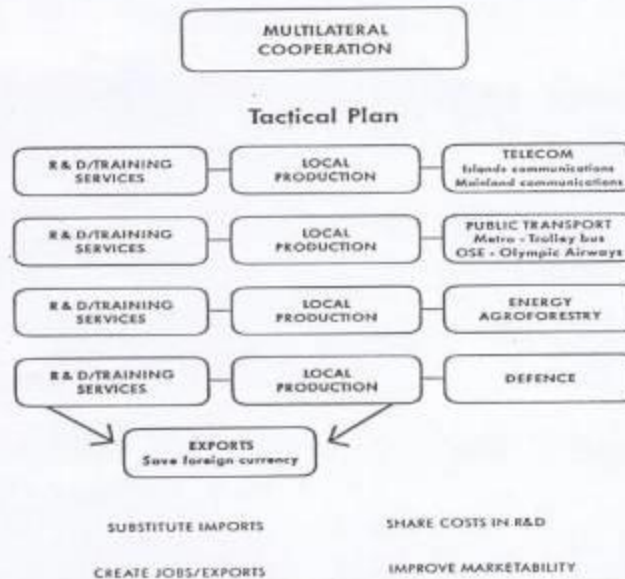 MULTILATERAL
COOPERATION
Tactical Plan
R & D/TRAINING
SERVICES
LOCAL
PRODUCTION
TELECOM
Islands communications
Mainland communications
R & D/TRAINING
SERVICES
LOCAL
PRODUCTION
PUBLIC TRANSPORT
Metro - Trolley bus
OSE - Olympic Airways
R & D/TRAINING
SERVICES
LOCAL
PRODUCTION
ENERGY
AGROFORESTRY
R & D/TRAINING
SERVICES
LOCAL
PRODUCTION
DEFENCE
EXPORTS
Save foreign currency
SUBSTITUTE IMPORTS
SHARE COSTS IN R&D
CREATE JOBS/EXPORTS
IMPROVE MARKETABILITY